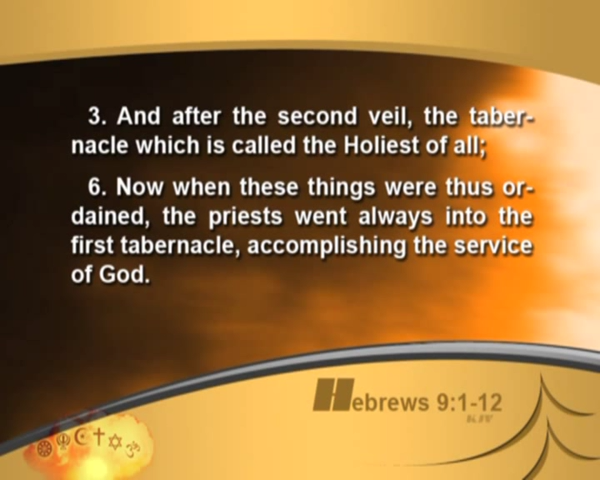 3. And after the second veil, the taber-
nacle which is called the Holiest of all;
6. Now when these things were thus or-
dained, the priests went always into the
first tabernacle, accomplishing the service
of God.
Hebrews 9:1-12